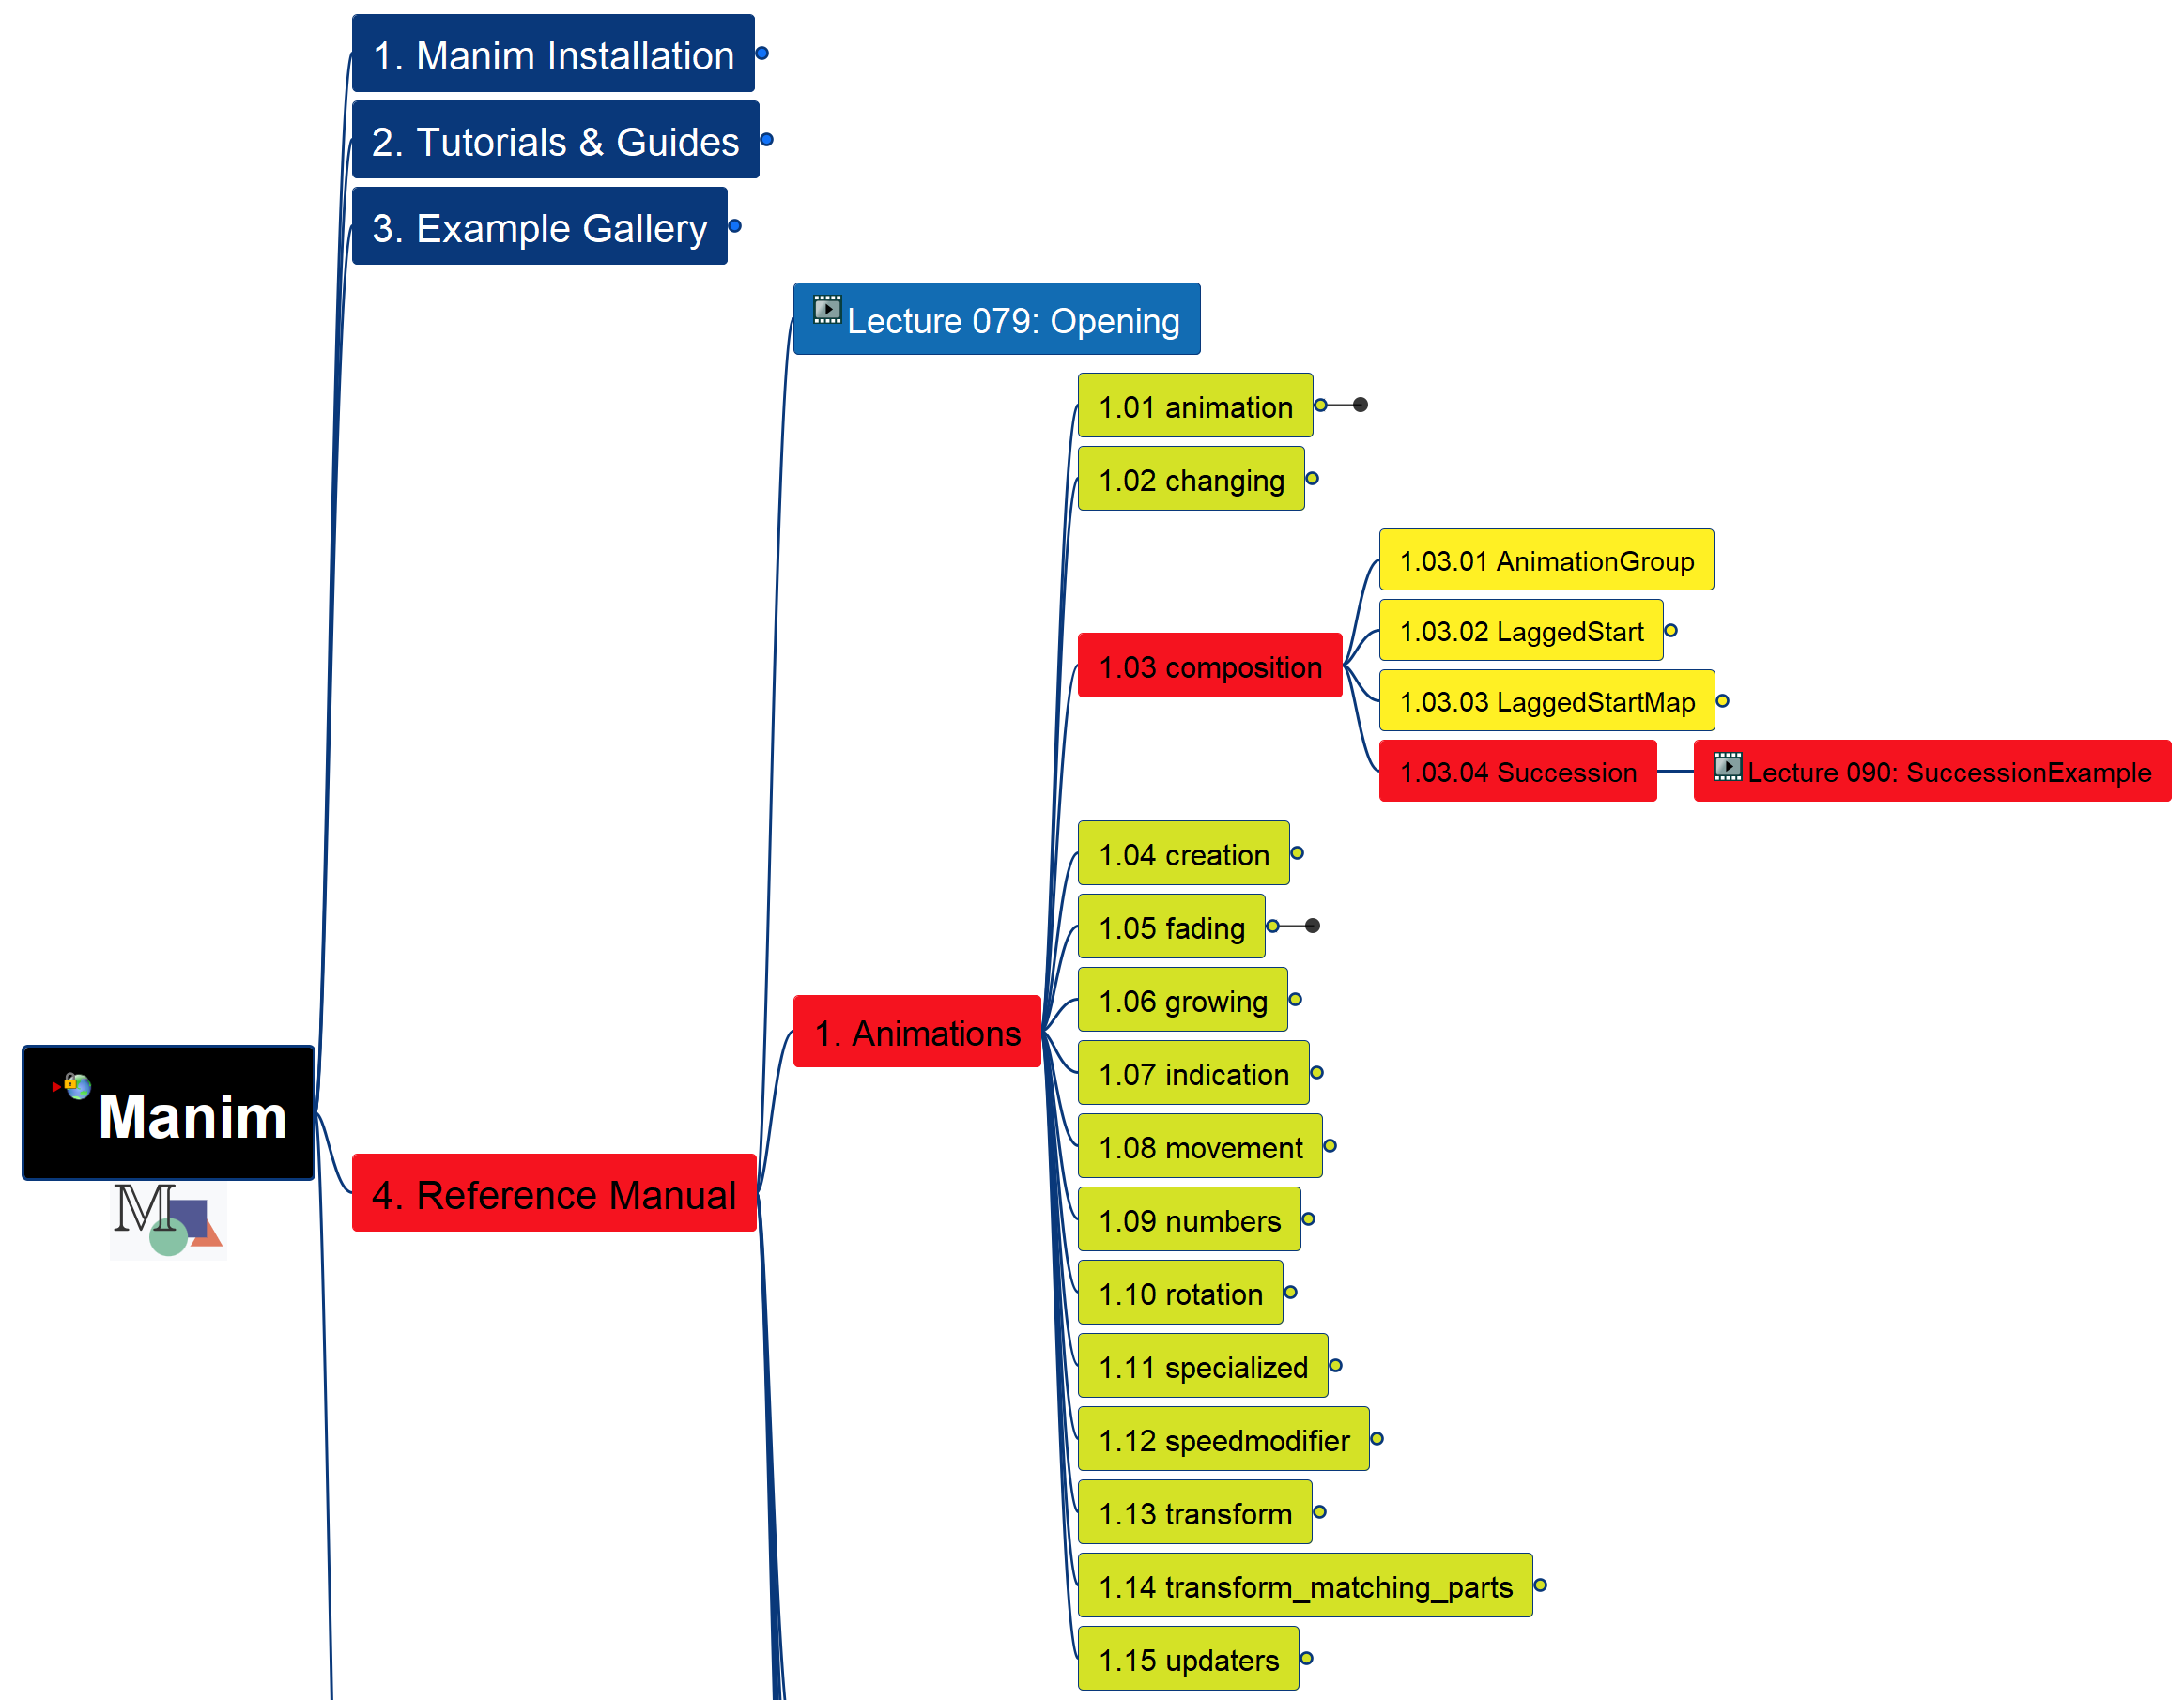 1. Manim Installation
2. Tutorials & Guides
3. Example Gallery
Lecture 079: Opening
1.01 animation
1.02 changing
1.03.01 AnimationGroup
1.03.02 LaggedStart
1.03 composition
1.03.03 LaggedStartMap
1.03.04 Succession
Lecture 090: SuccessionExample
1.04 creation
1.05 fading
1.06 growing
1. Animations
1.07 indication
Manim
1.08 movement
4. Reference Manual
M
1.09 numbers
1.10 rotation
1.11 specialized
1.12 speedmodifier
1.13 transform
1.14 transform_matching_parts
1.15 updaters